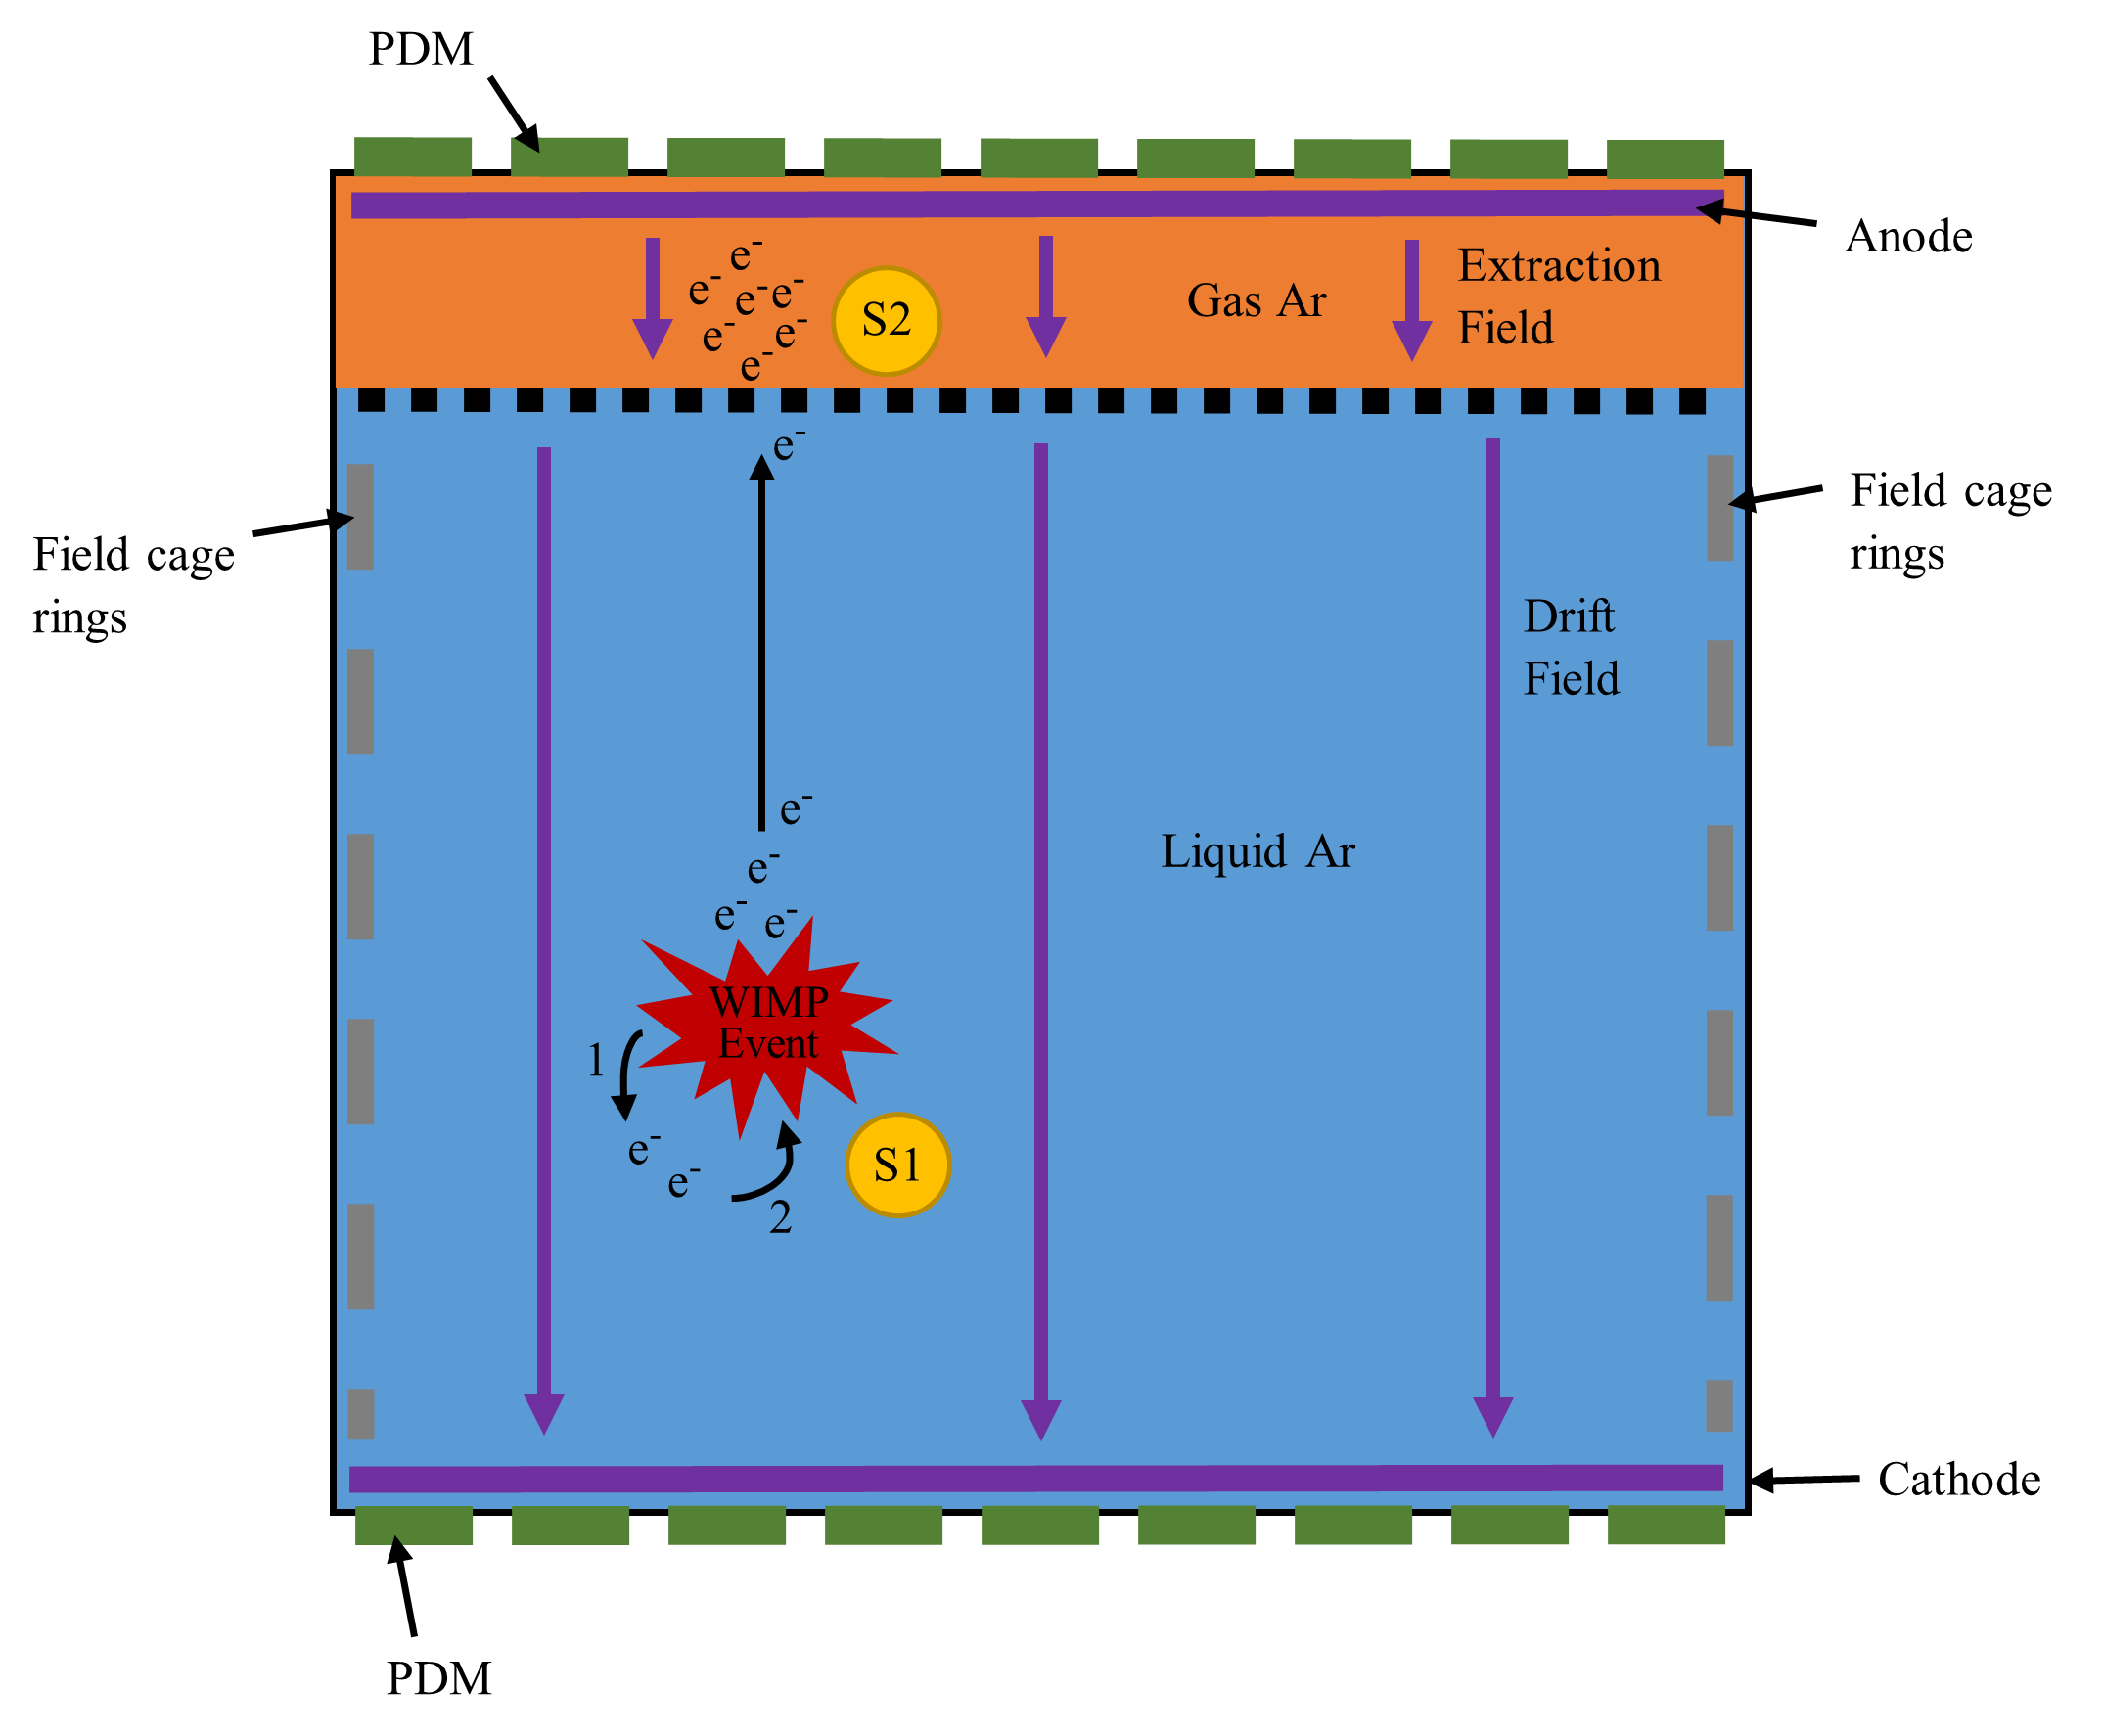 PDM
Anode
Extraction
Field
Gas Ar
S2
e-
e-
e-
e-
e-
e-
e-
e-
Field cage
rings
Field cage
rings
Drift
Field
Liquid Ar
e-
e-
e-
e-
WIMP
Event
1
e-
e-
2
S1
Cathode
PDM